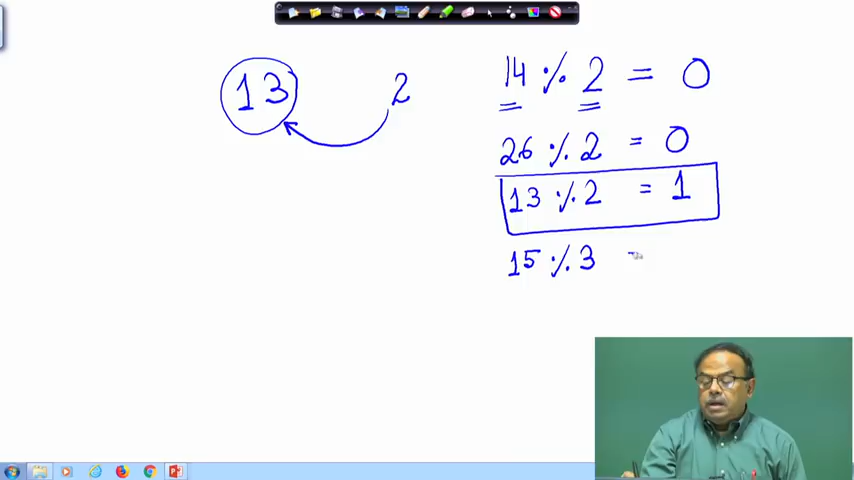 13 2
14 % 2 = 0
26 % 2 = 0
13 % 2 = 1
15 % 3 =